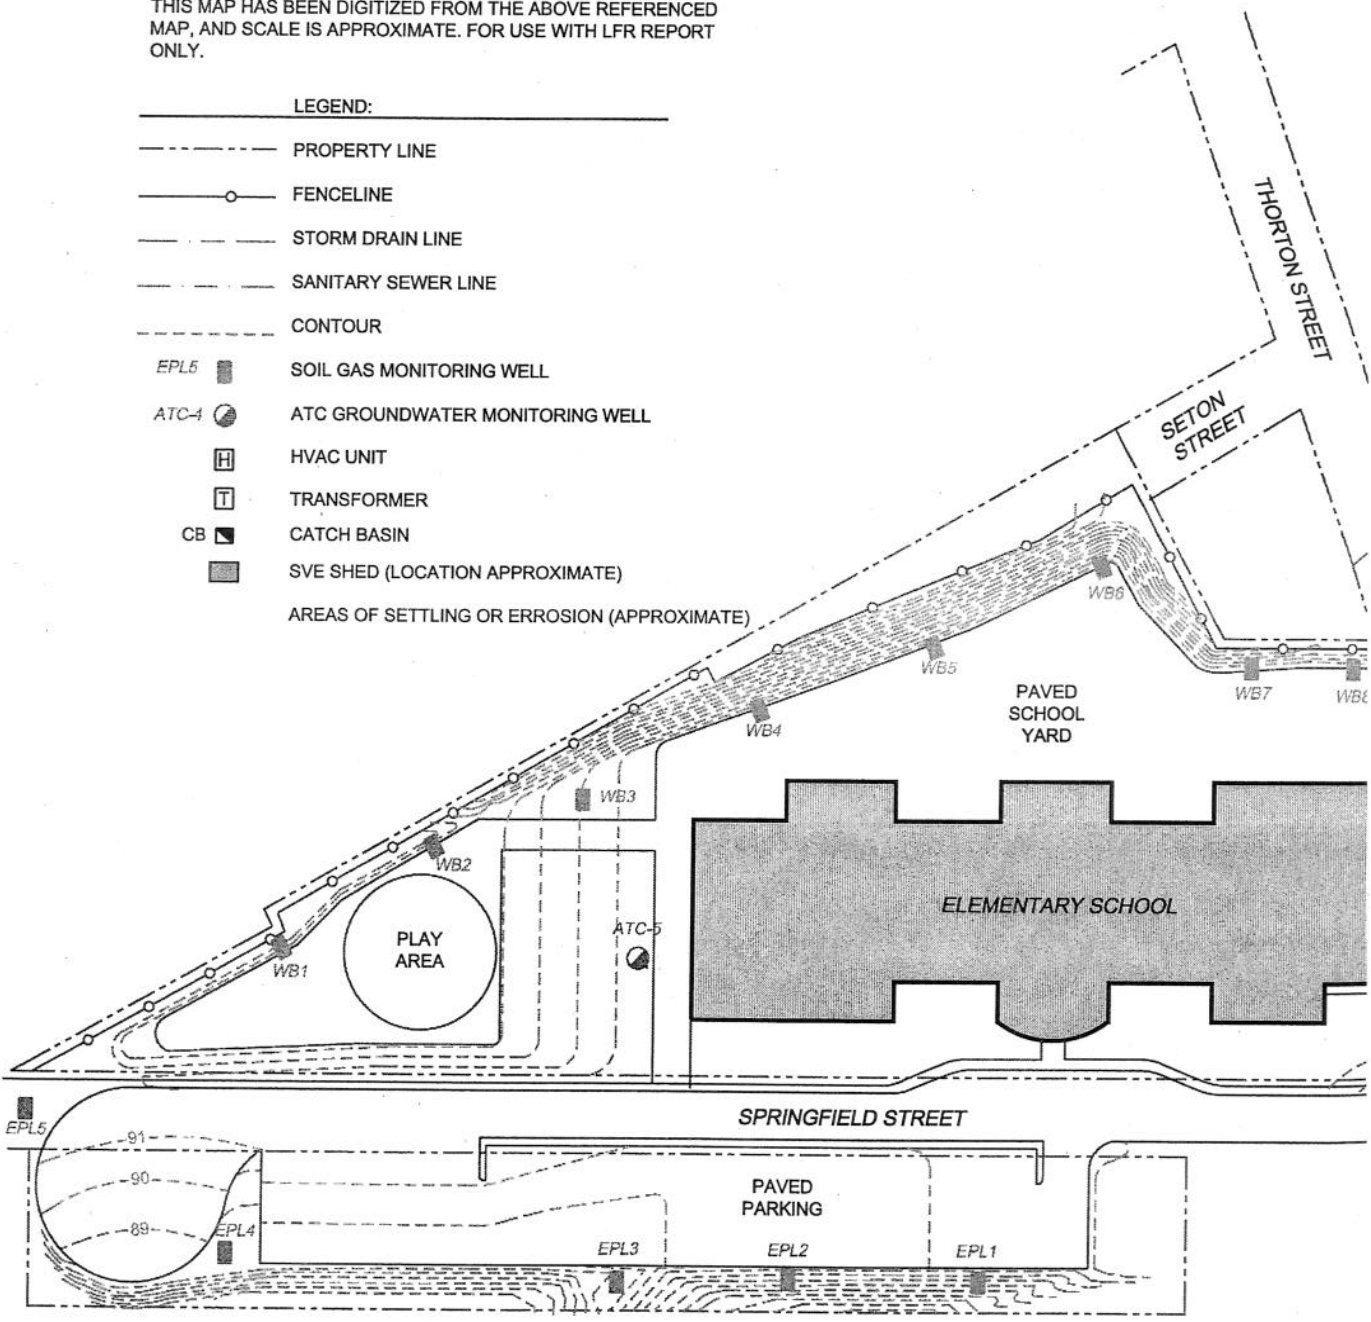 THIS MAP HAS BEEN DIGITIZED FROM THE ABOVE REFERENCED
MAP, AND SCALE IS APPROXIMATE. FOR USE WITH LFR REPORT
ONLY.
LEGEND:
PROPERTY LINE
FENCELINE
STORM DRAIN LINE
SANITARY SEWER LINE
CONTOUR
EPL5 SOIL GAS MONITORING WELL
ATC-4 ATC GROUNDWATER MONITORING WELL
H HVAC UNIT
T TRANSFORMER
CB CATCH BASIN
SVE SHED (LOCATION APPROXIMATE)
AREAS OF SETTLING OR ERROSION (APPROXIMATE)
THORTON STREET
SETON
STREET
WB6
WB5
WB7
WB8
WB4
PAVED
SCHOOL
YARD
WB3
WB2
ELEMENTARY SCHOOL
PLAY
AREA
ATC-5
WB1
SPRINGFIELD STREET
EPL5
91
90
89
EPL4
PAVED
PARKING
EPL3
EPL2
EPL1